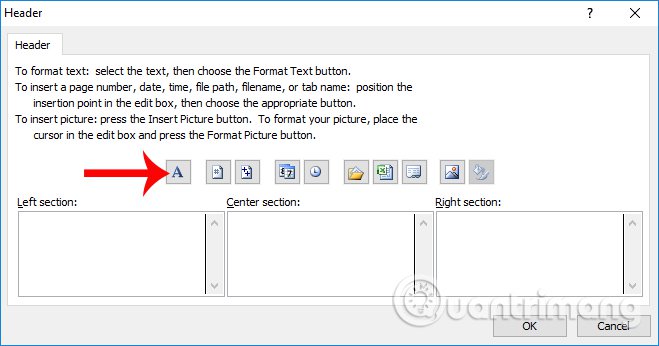 Header
Header
To format text: select the text, then choose the Format Text button.
To insert a page number, date, time, file path, filename, or tab name: position the
insertion point in the edit box, then choose the appropriate button.
To insert picture: press the Insert Picture button. To format your picture, place the
cursor in the edit box and press the Format Picture button.
A
Left section:
Center section:
Right section:
Quantrimang
OK
Cancel